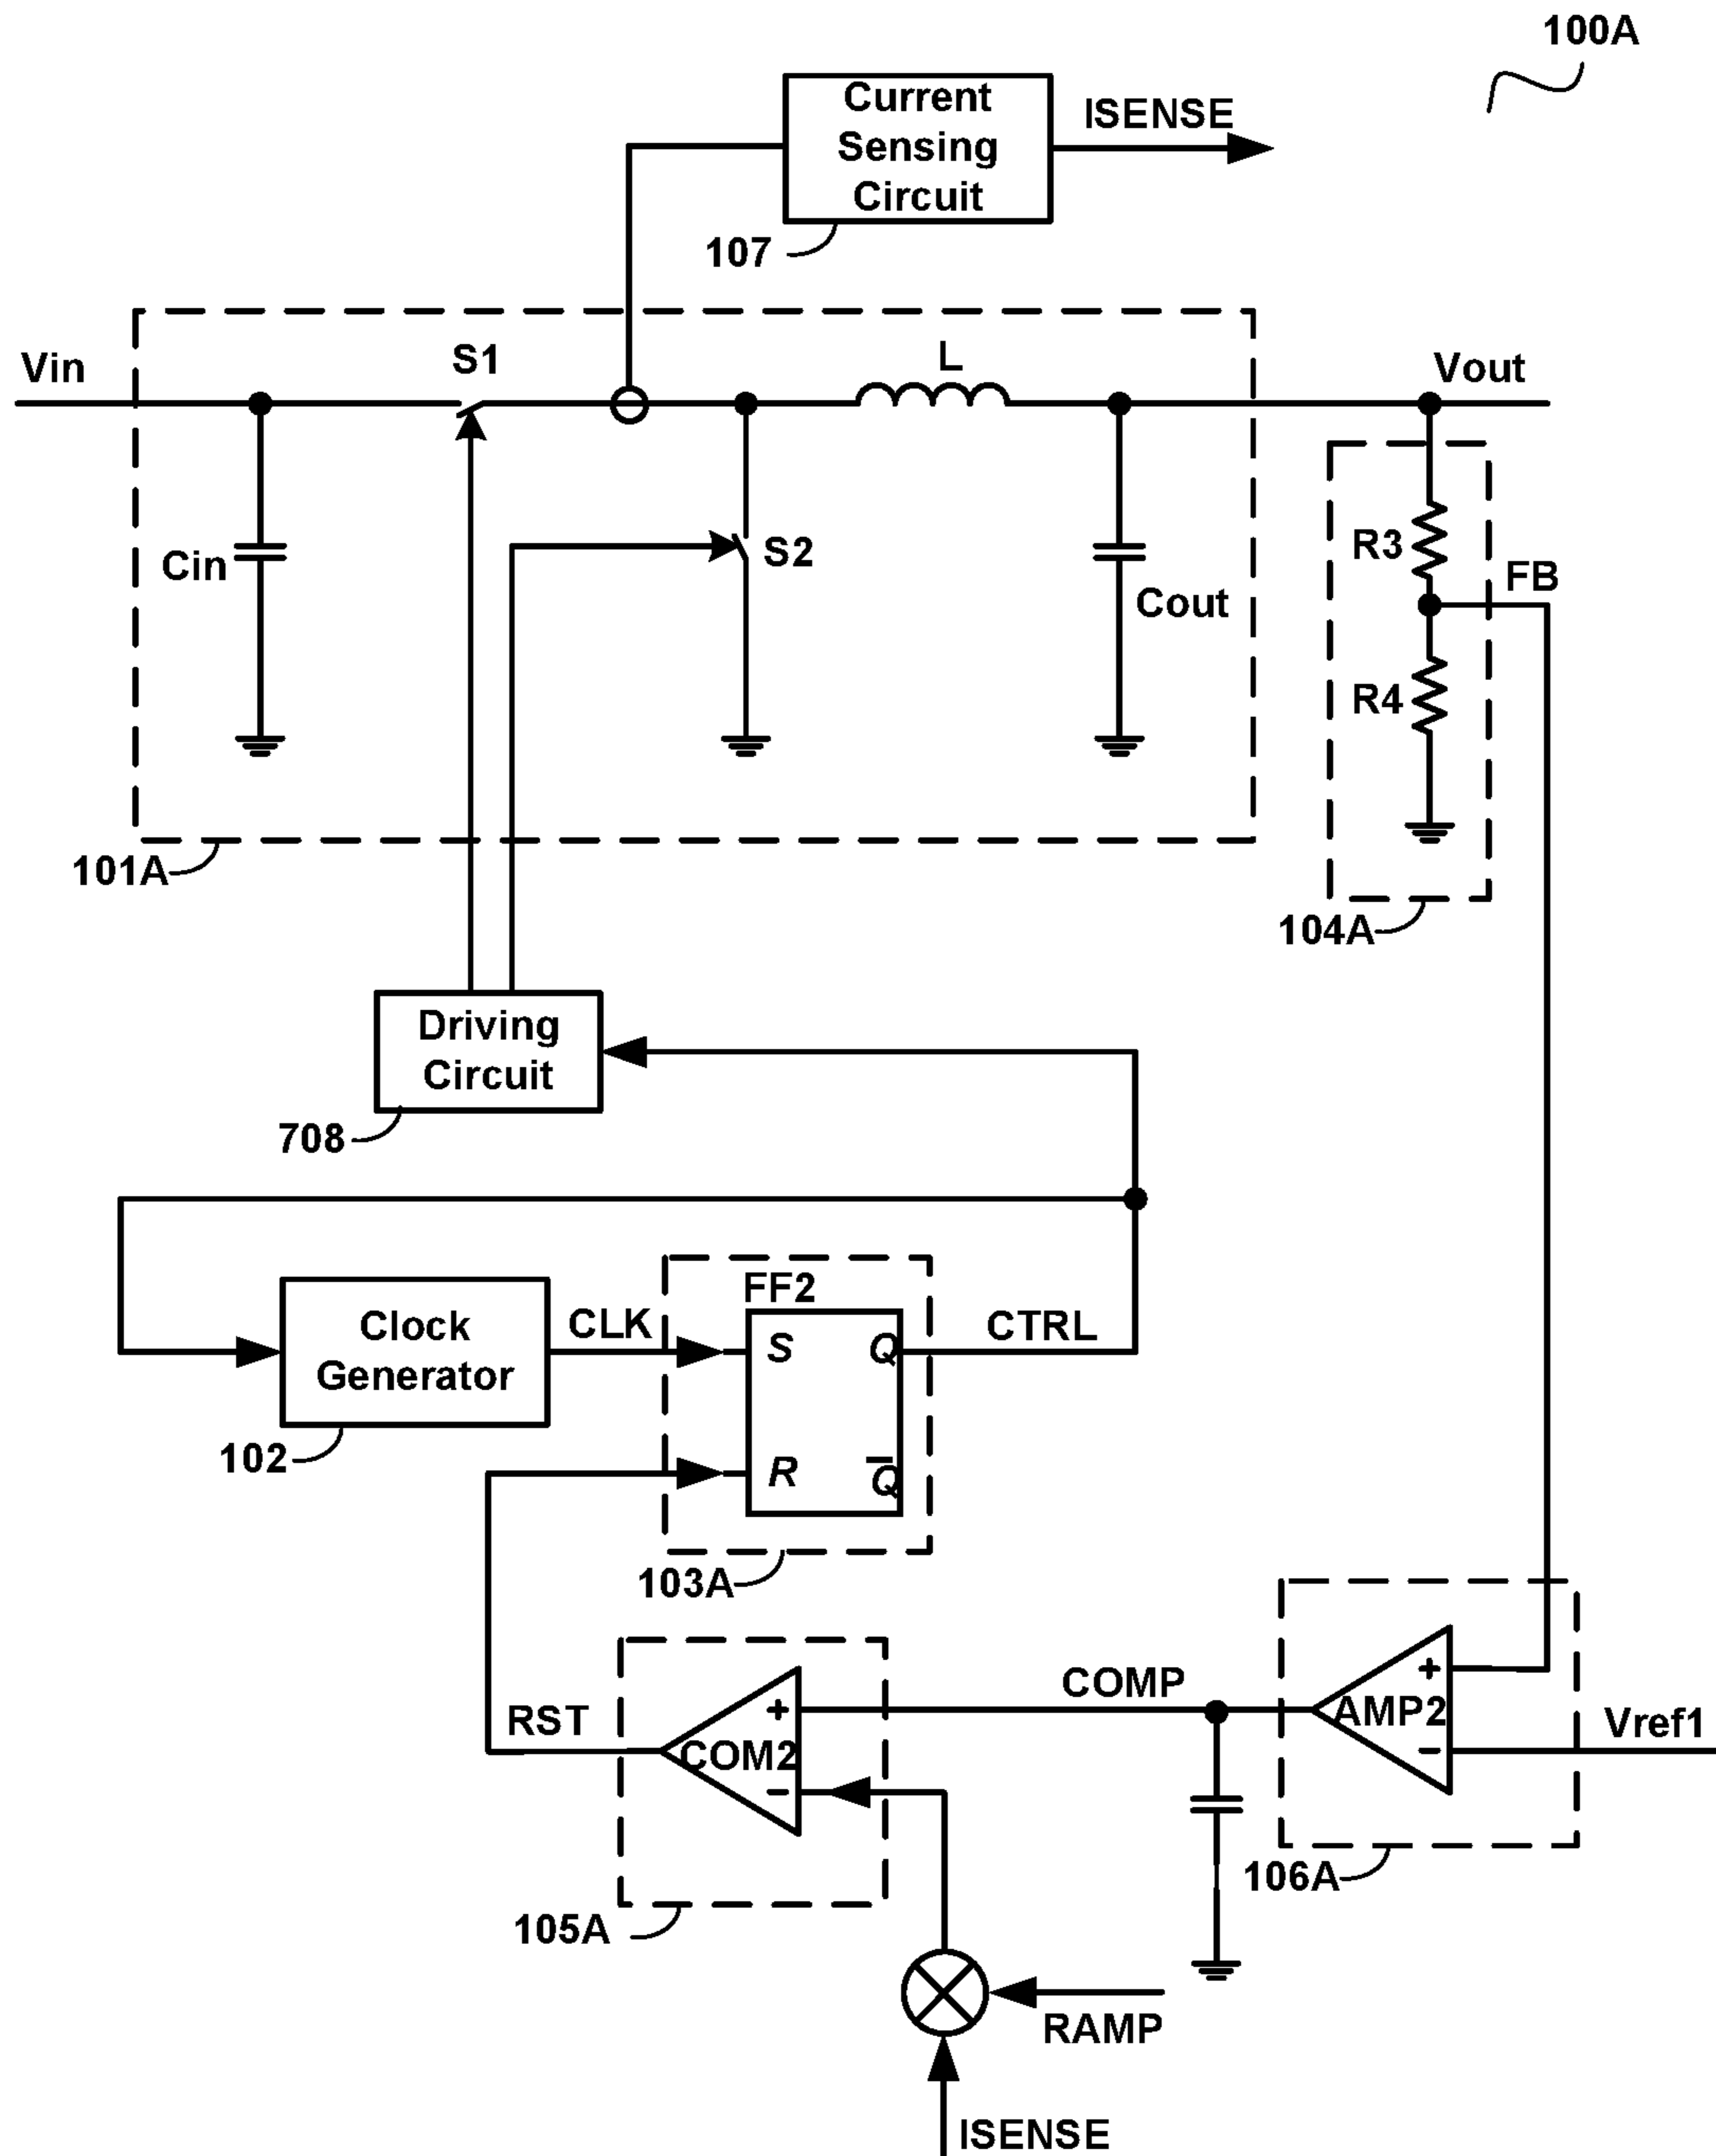 100A
Current
Sensing
Circuit
ISENSE
107
Vin
S1
L
Vout
Cin
S2
Cout
R3
FB
R4
101A
104A
Driving
Circuit
708
Clock
Generator
CLK
FF2
S
Q
CTRL
R
Q̅
102
103A
RST
COM2
+
−
COMP
AMP2
+
−
Vref1
105A
106A
RAMP
ISENSE